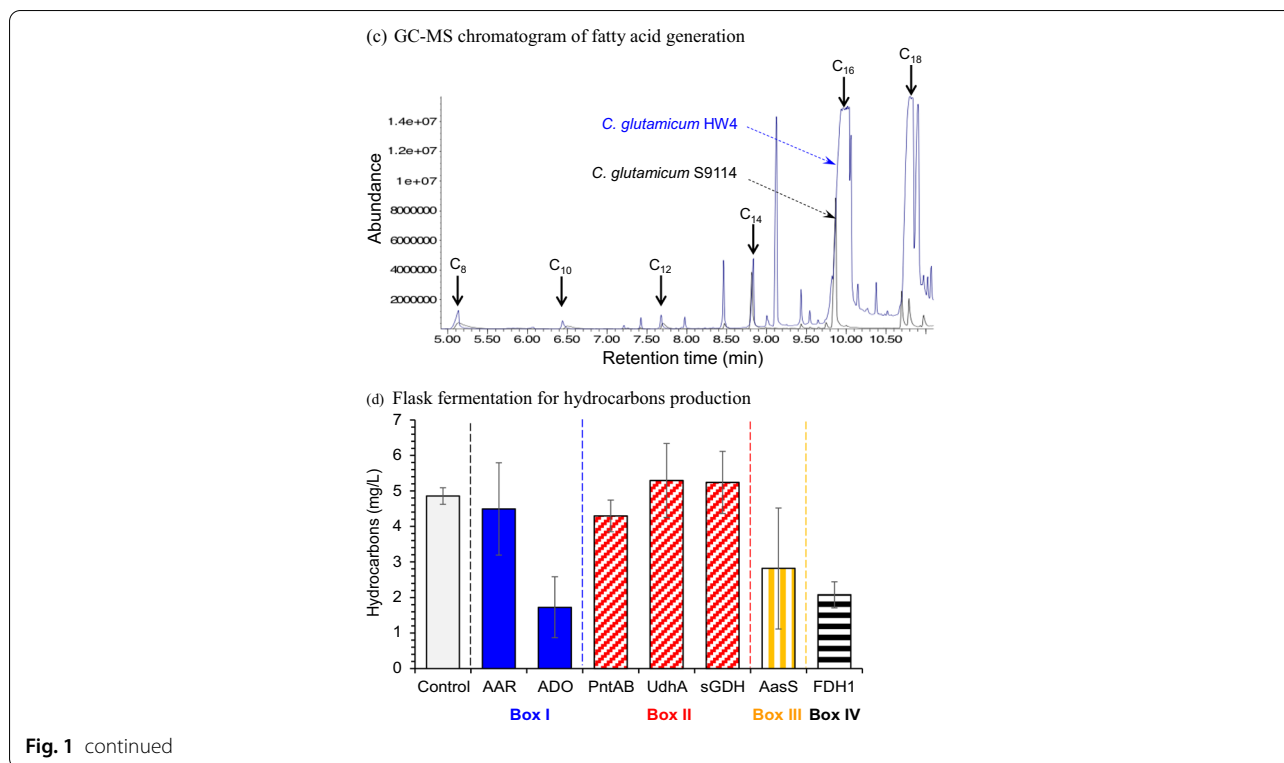 (c) GC-MS chromatogram of fatty acid generation
C16
C18
1.4e+07
C. glutamicum HW4
1.2e+07
1e+07
C. glutamicum S9114
8000000
C14
6000000
C8
C10
C12
4000000
2000000
Abundance
5.00 5.50 6.00 6.50 7.00 7.50 8.00 8.50 9.00 9.50 10.00 10.50
Retention time (min)
(d) Flask fermentation for hydrocarbons production
7
6
5
4
3
2
1
0
Hydrocarbons (mg/L)
Control AAR ADO PntAB UdhA sGDH AasS FDH1
Box I Box II Box III Box IV
Fig. 1 continued